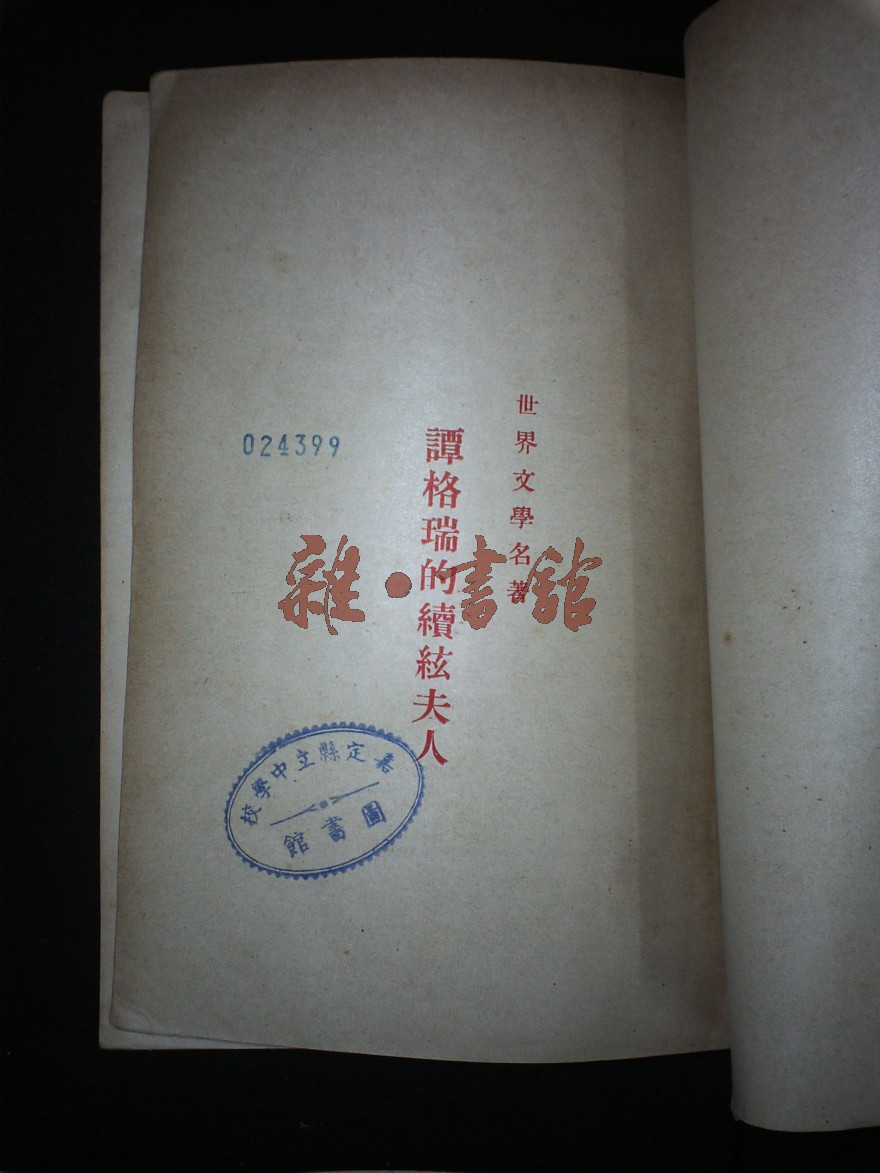 世界文學名著
譚格瑞的續絃夫人
024399
雜·書館
嘉定縣立中學校
圖書館